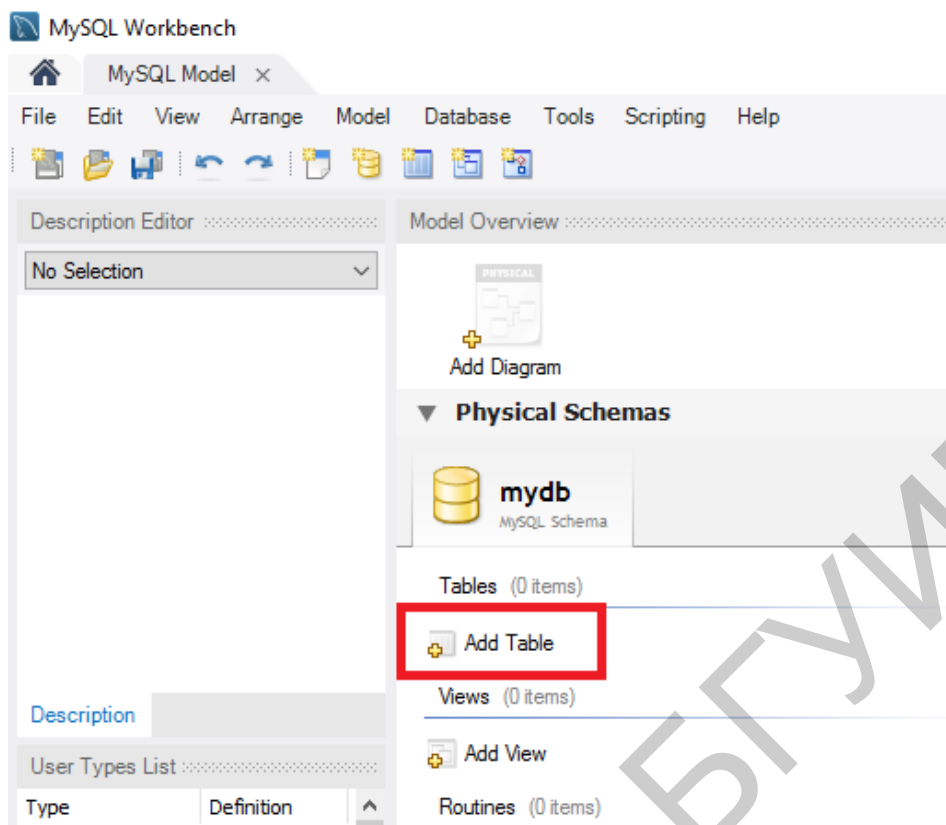 MySQL Workbench
MySQL Model ×
File Edit View Arrange Model Database Tools Scripting Help
Description Editor
Model Overview
No Selection
PHYSICAL
Add Diagram
Physical Schemas
mydb
MySQL Schema
Tables (0 items)
Add Table
Views (0 items)
Description
Add View
User Types List
Type Definition
Routines (0 items)
БГУИ